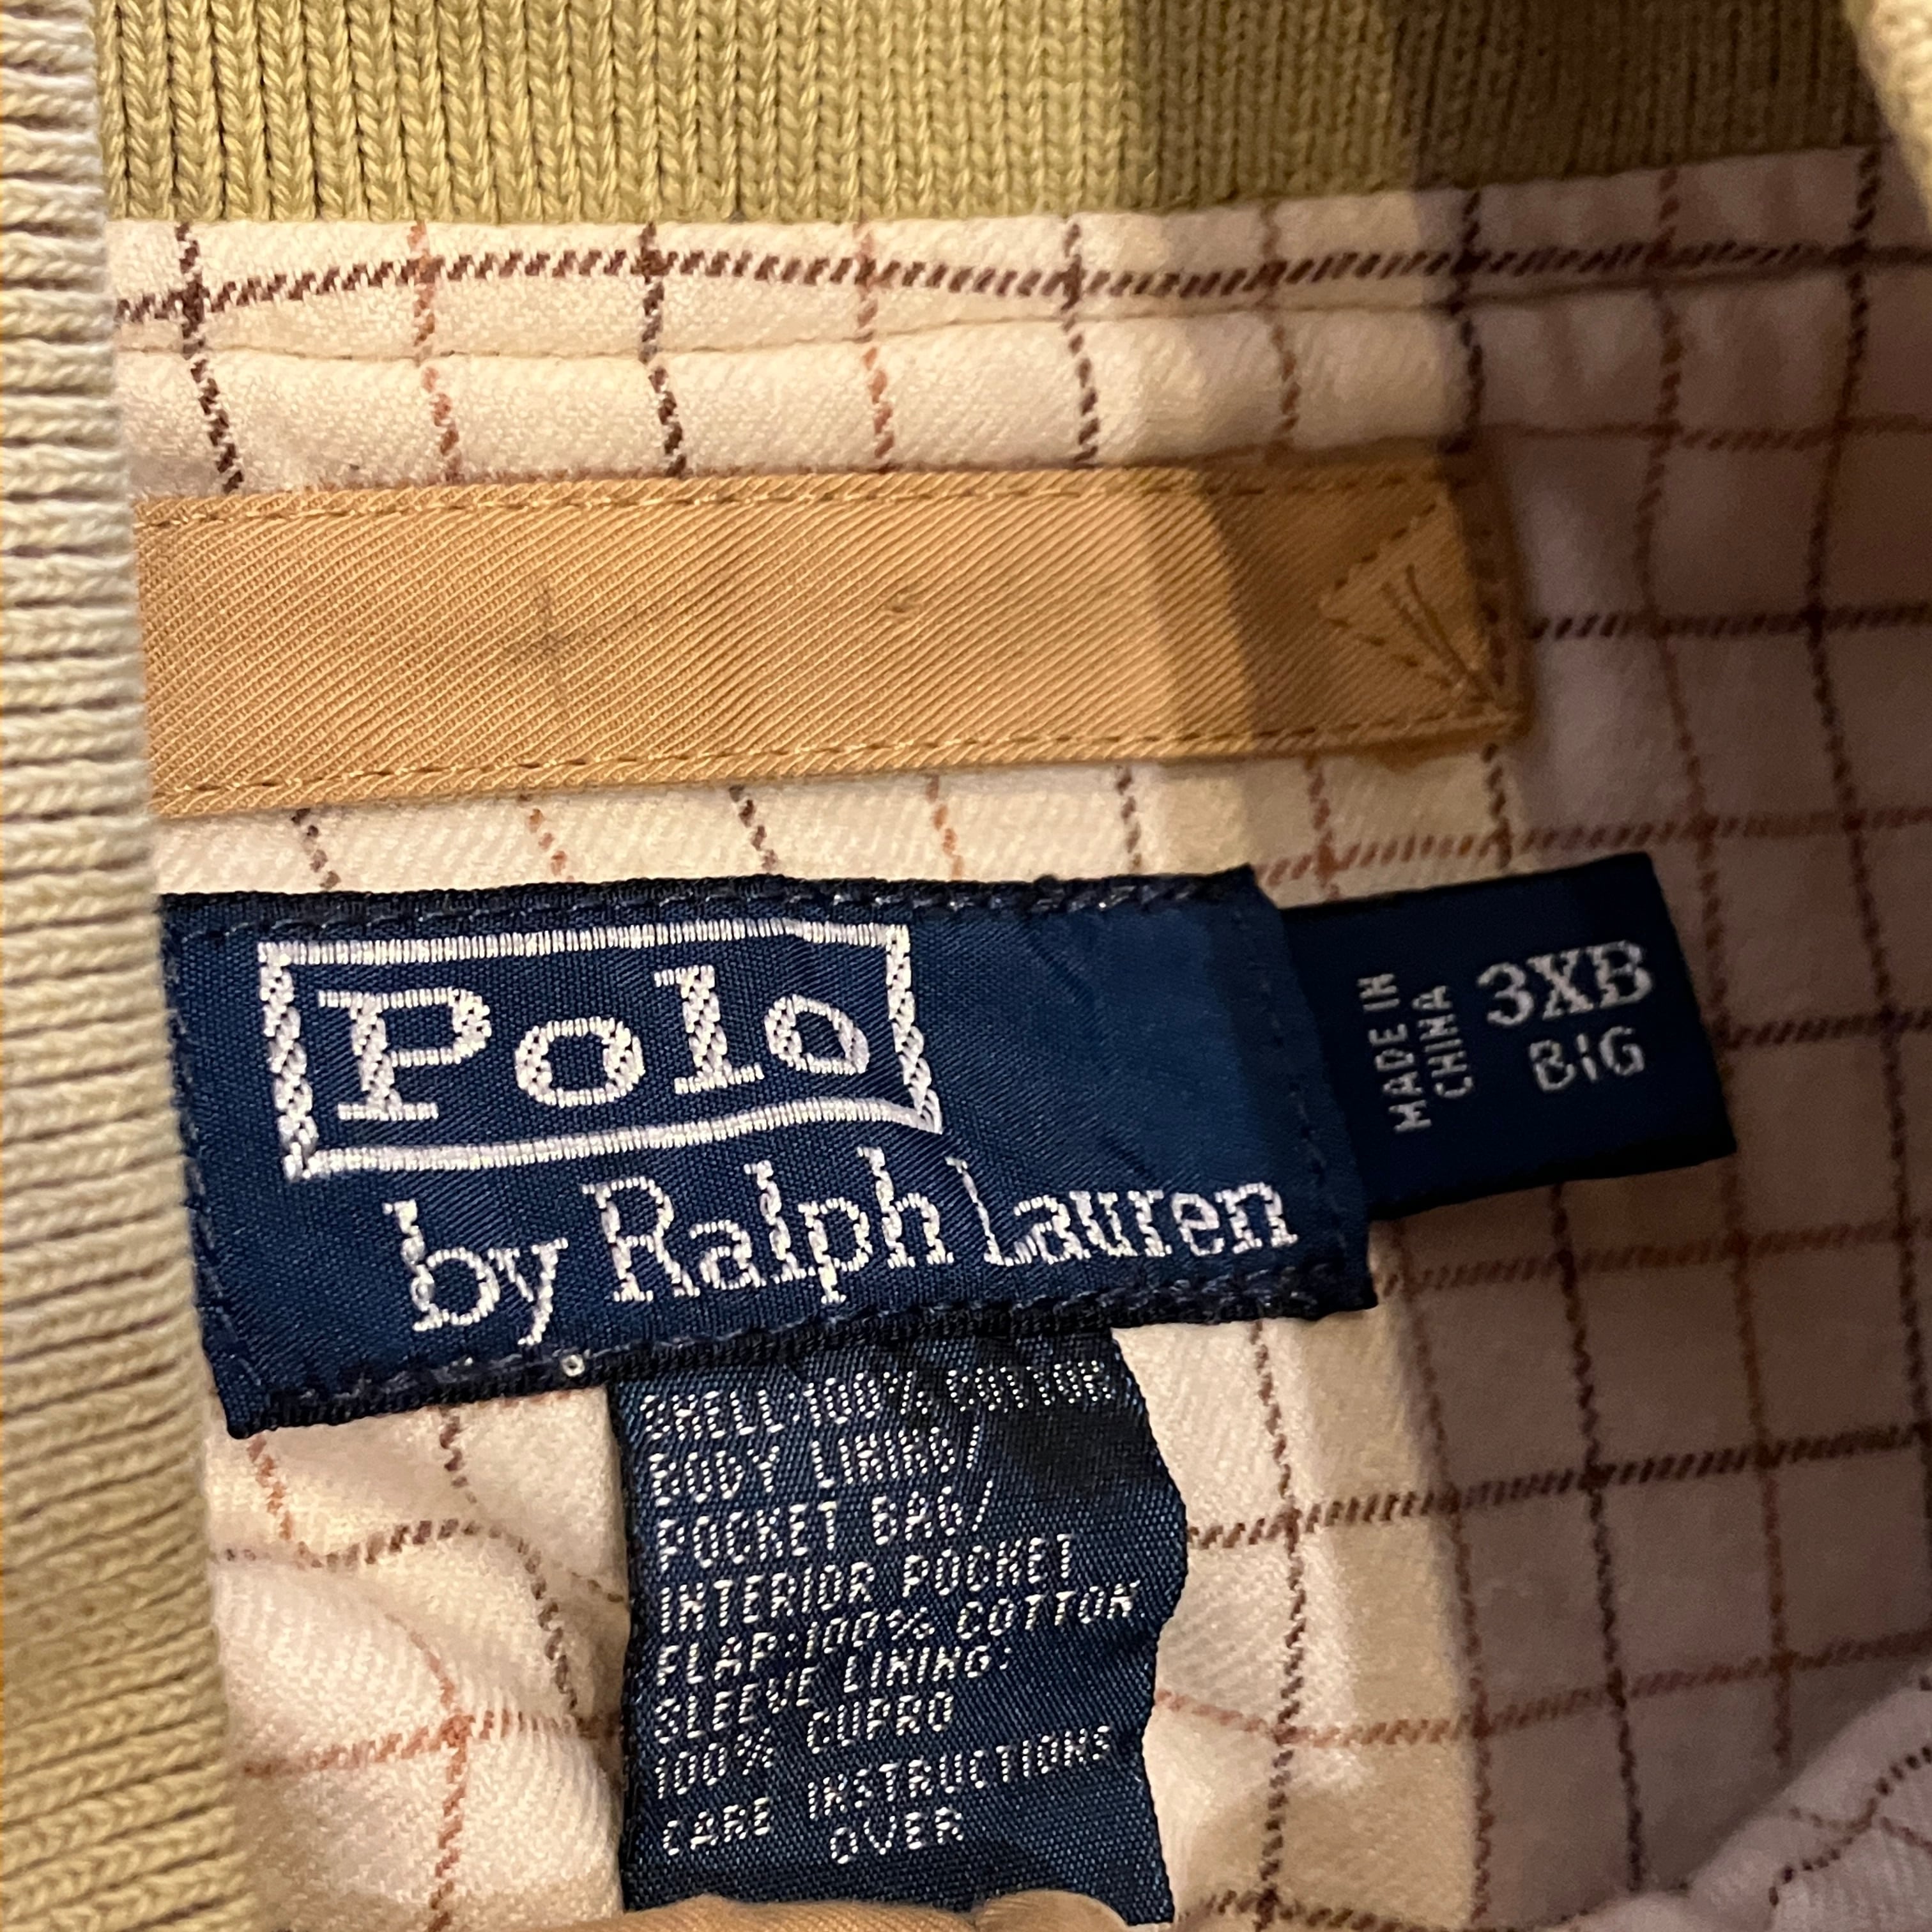 Polo
by Ralph Lauren
MADE IN
CHINA
3XB
BIG
SHELL:100% COTTON
BODY LINING/
POCKET BAG/
INTERIOR POCKET
FLAP:100% COTTON
SLEEVE LINING:
100% CUPRO
CARE INSTRUCTIONS
OVER